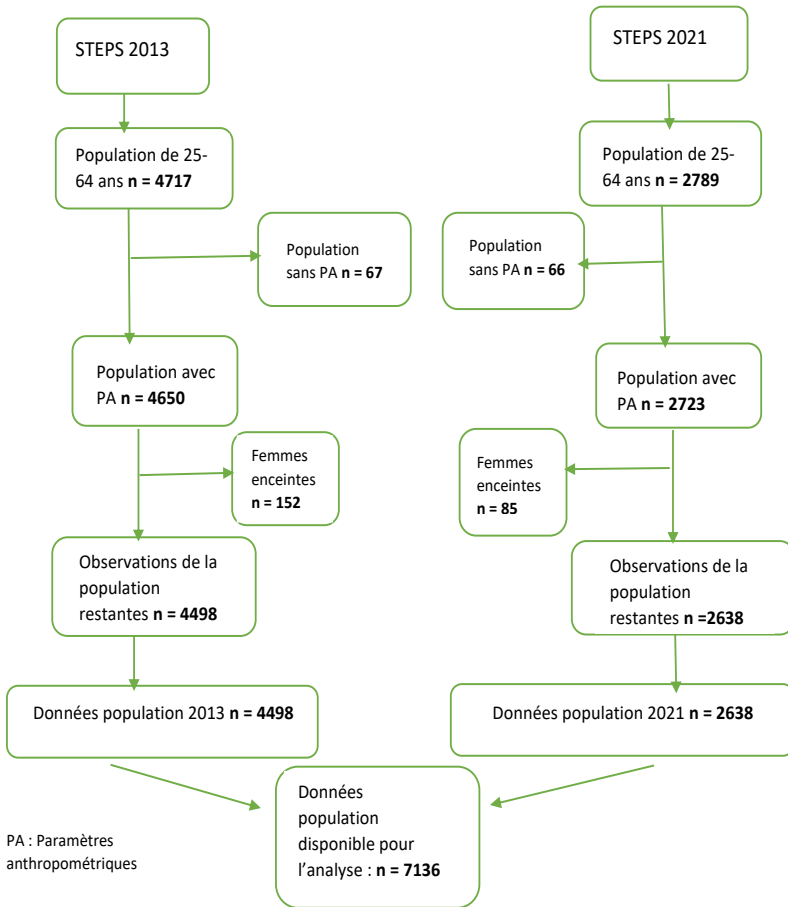 STEPS 2013
STEPS 2021
Population de 25-
64 ans n = 4717
Population de 25-
64 ans n = 2789
Population
sans PA n = 67
Population
sans PA n = 66
Population avec
PA n = 4650
Population avec
PA n = 2723
Femmes
enceintes
n = 152
Femmes
enceintes
n = 85
Observations de la
population
restantes n = 4498
Observations de la
population
restantes n =2638
Données population 2013 n = 4498
Données population 2021 n = 2638
Données
population
disponible pour
l’analyse : n = 7136
PA : Paramètres
anthropométriques